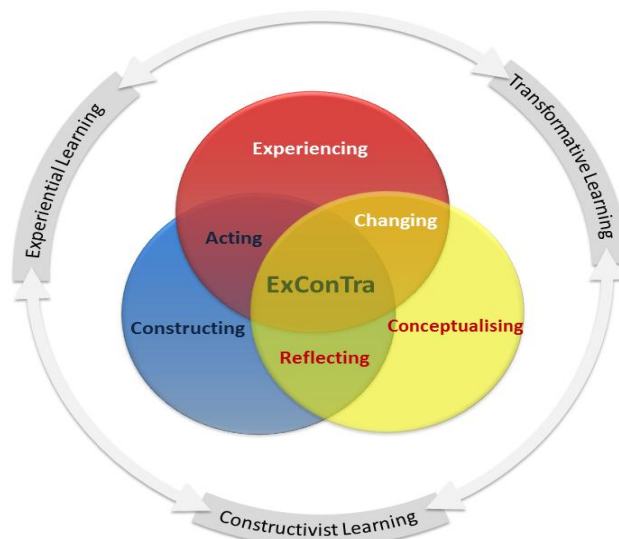 Experiential Learning
Transformative Learning
Experiencing
Changing
Acting
ExConTra
Constructing
Conceptualising
Reflecting
Constructivist Learning